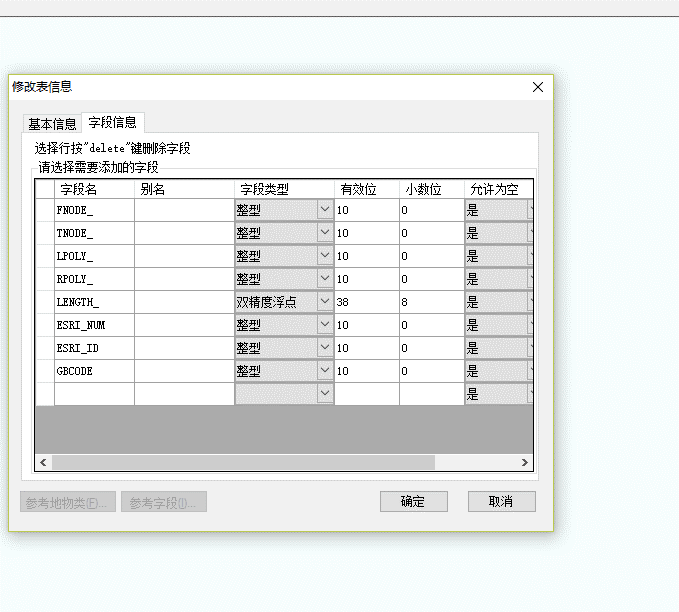 修改表信息
基本信息 字段信息
选择行按"delete"键删除字段
请选择需要添加的字段
字段名 别名 字段类型 有效位 小数位 允许为空
FNODE_ 整型 10 0 是
TNODE_ 整型 10 0 是
LPOLY_ 整型 10 0 是
RPOLY_ 整型 10 0 是
LENGTH_ 双精度浮点 38 8 是
ESRI_NUM 整型 10 0 是
ESRI_ID 整型 10 0 是
GBCODE 整型 10 0 是
是
参考地物类(F)... 参考字段(I)... 确定 取消